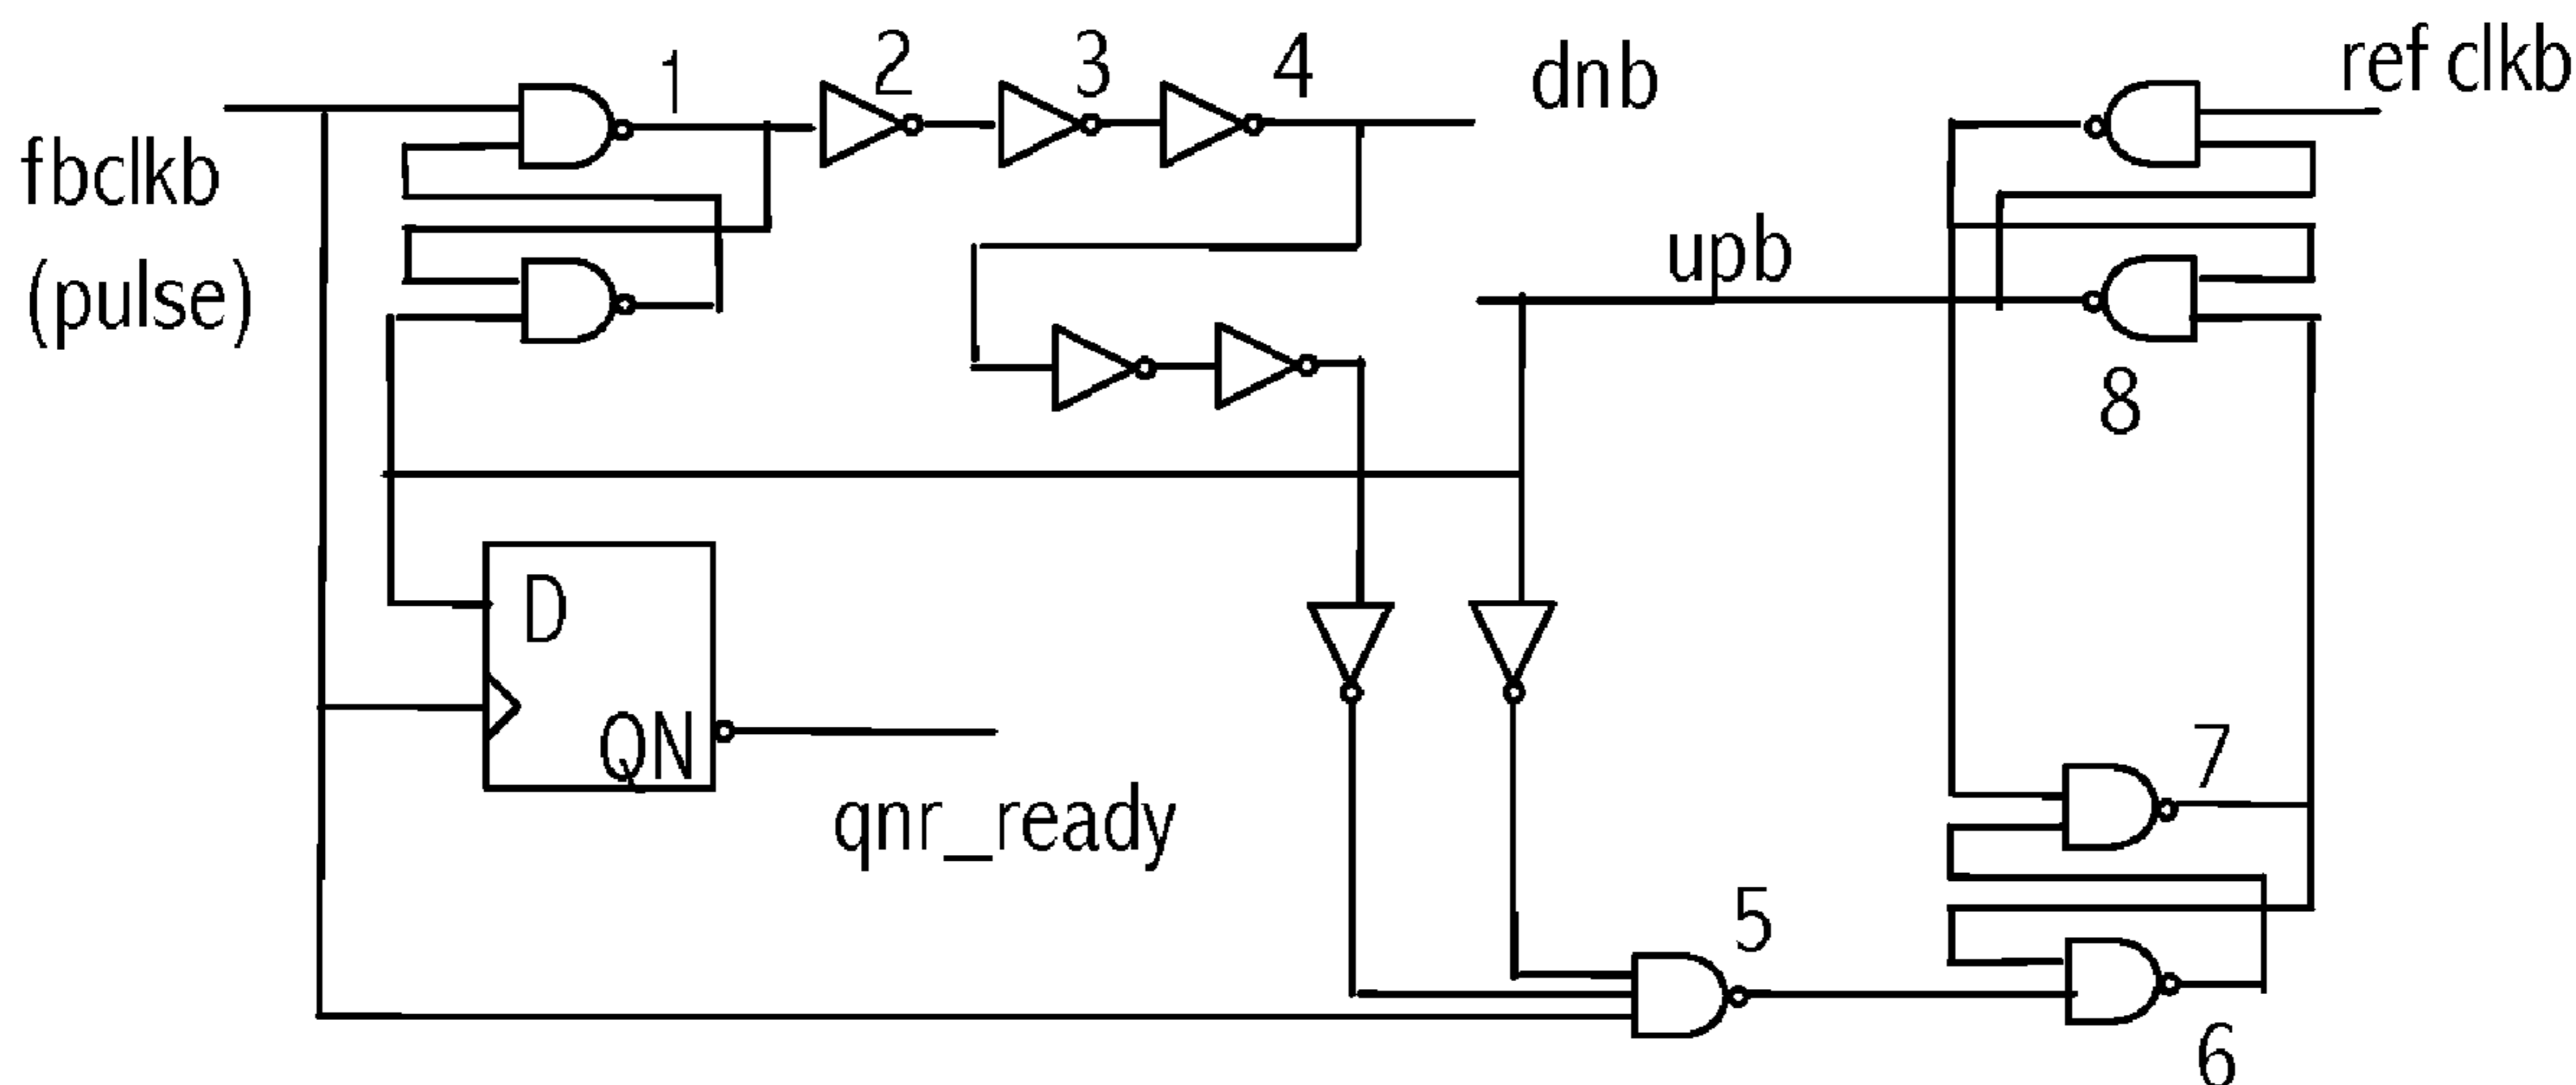 1
2
3
4
dnb
ref clkb
fbclkb
(pulse)
upb
8
D
QN
qnr_ready
7
5
6